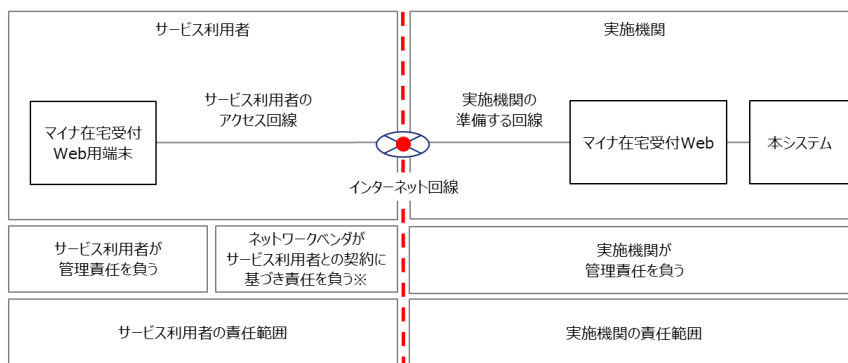 サービス利用者
実施機関
サービス利用者の
アクセス回線
実施機関の
準備する回線
マイナ在宅受付
Web用端末
マイナ在宅受付Web
本システム
インターネット回線
サービス利用者が
管理責任を負う
ネットワークベンダが
サービス利用者との契約に
基づき責任を負う※
実施機関が
管理責任を負う
サービス利用者の責任範囲
実施機関の責任範囲